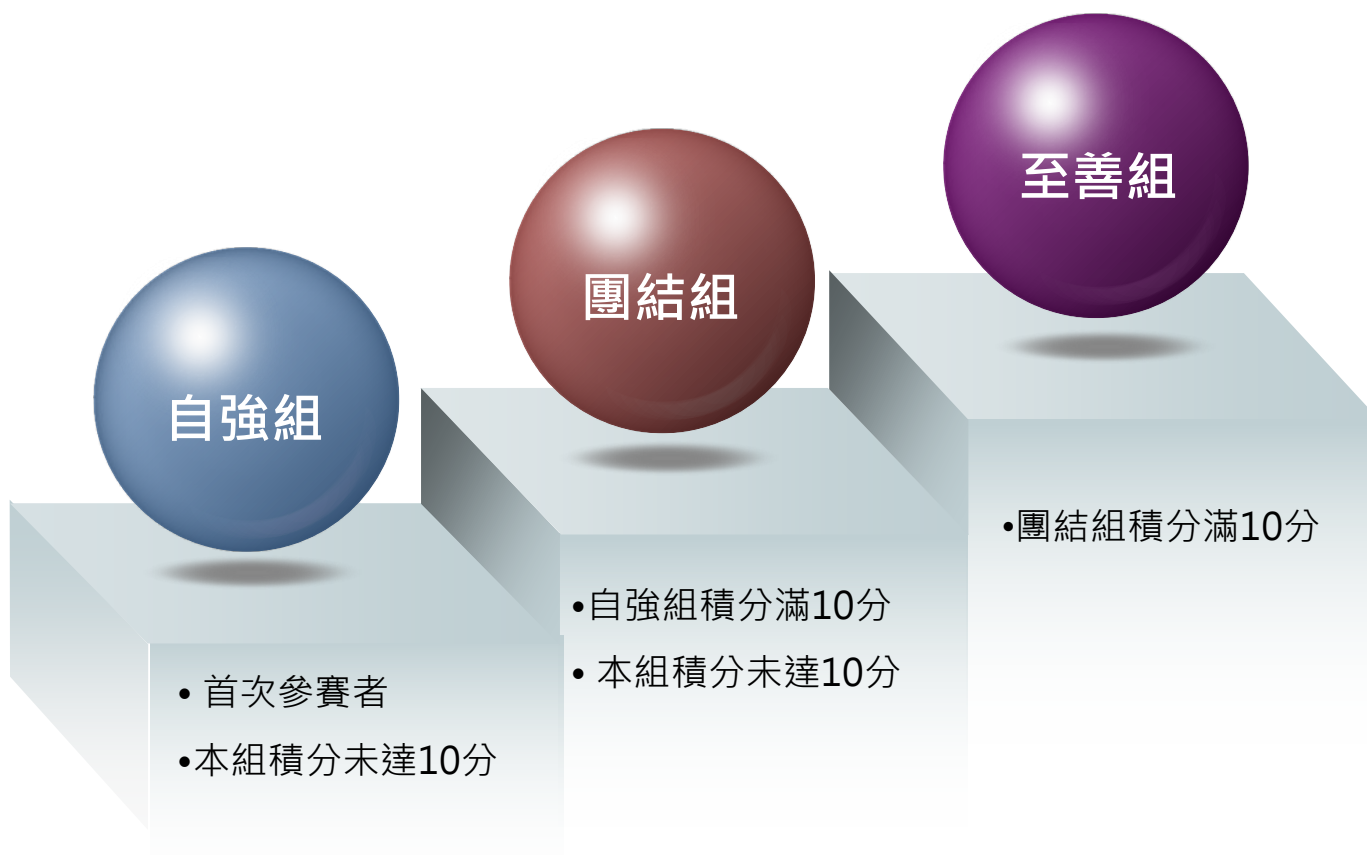 自強組
• 首次參賽者
•本組積分未達10分
團結組
•自強組積分滿10分
• 本組積分未達10分
至善組
•團結組積分滿10分